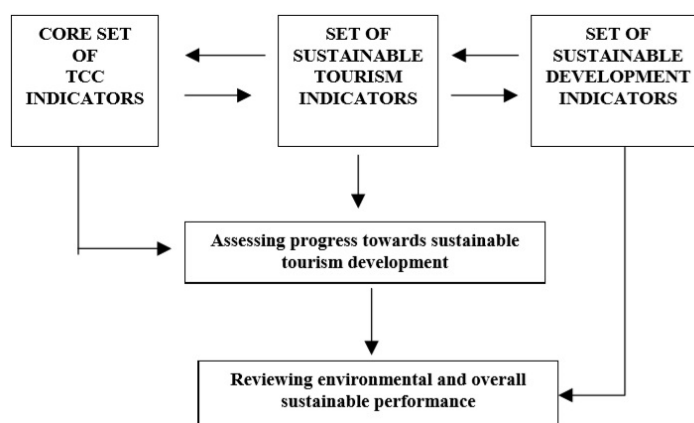 CORE SET
OF
TCC
INDICATORS
SET OF
SUSTAINABLE
TOURISM
INDICATORS
SET OF
SUSTAINABLE
DEVELOPMENT
INDICATORS
Assessing progress towards sustainable
tourism development
Reviewing environmental and overall
sustainable performance